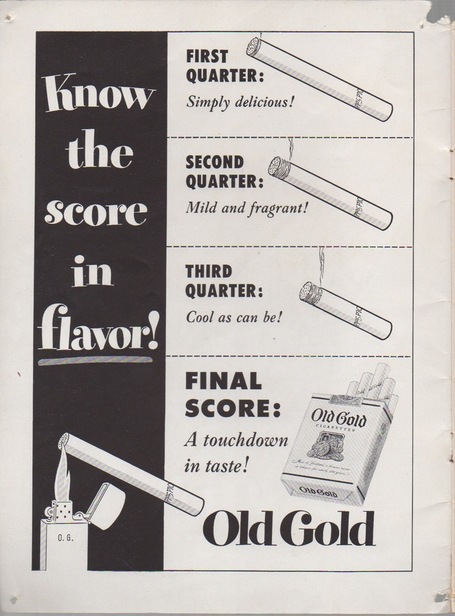 Know
the
score
in
flavor!
FIRST
QUARTER:
Simply delicious!
SECOND
QUARTER:
Mild and fragrant!
THIRD
QUARTER:
Cool as can be!
FINAL
SCORE:
A touchdown
in taste!
Old Gold
CIGARETTES
Old Gold
O. G.
Old Gold